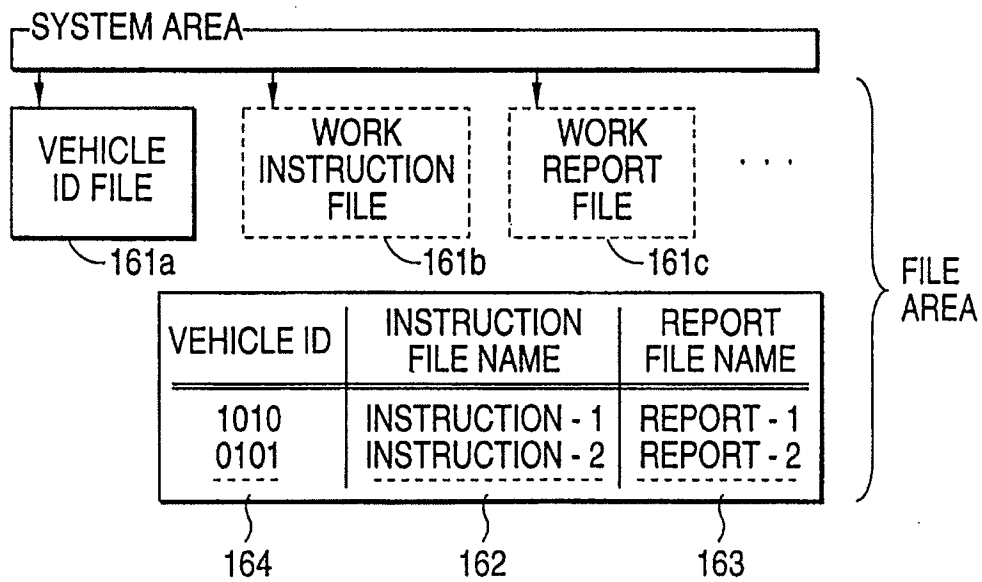 SYSTEM AREA
VEHICLE
ID FILE
WORK
INSTRUCTION
FILE
WORK
REPORT
FILE
. . .
161a
161b
161c
FILE
AREA
VEHICLE ID
INSTRUCTION
FILE NAME
REPORT
FILE NAME
1010 INSTRUCTION - 1 REPORT - 1
0101 INSTRUCTION - 2 REPORT - 2
164 162 163